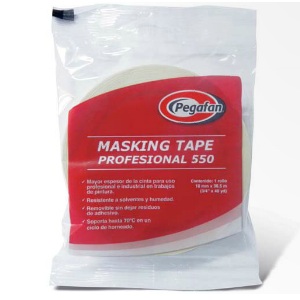 Pegafan
MASKING TAPE
PROFESIONAL 550
✓ Mayor espesor de la cinta para uso
profesional e industrial en trabajos
de pintura.
✓ Resistente a solventes y humedad.
✓ Removible sin dejar residuos
de adhesivo.
✓ Soporta hasta 70°C en un
ciclo de horneado.
Contenido: 1 rollo
18 mm x 36.5 m
(3/4" x 40 yd)